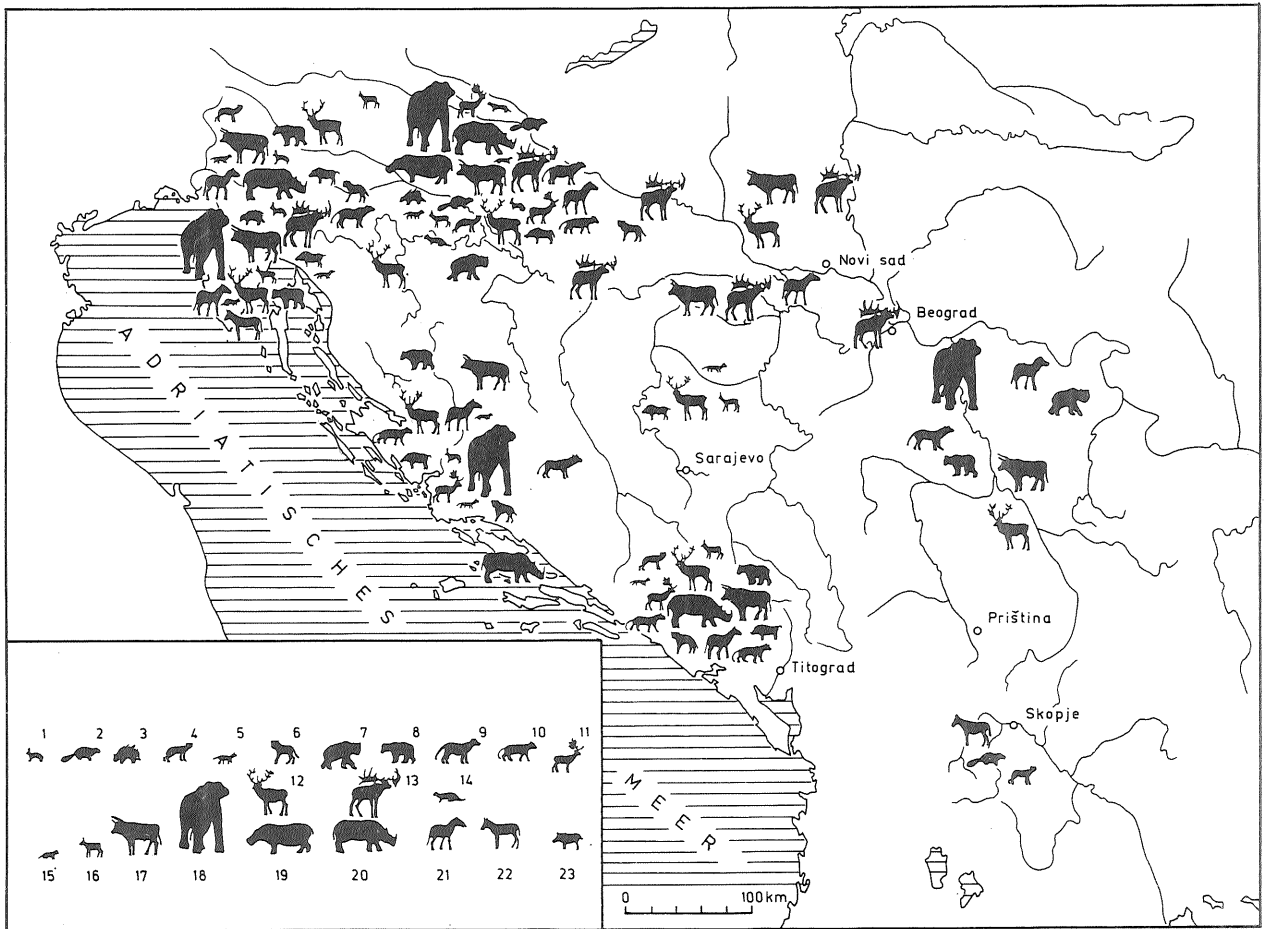 Novi sad
Beograd
Sarajevo
Priština
Titograd
Skopje
ADRIATISCHES
MEER
1 2 3 4 5 6 7 8 9 10 11
12 13 14
15 16 17 18 19 20 21 22 23
0 100 km